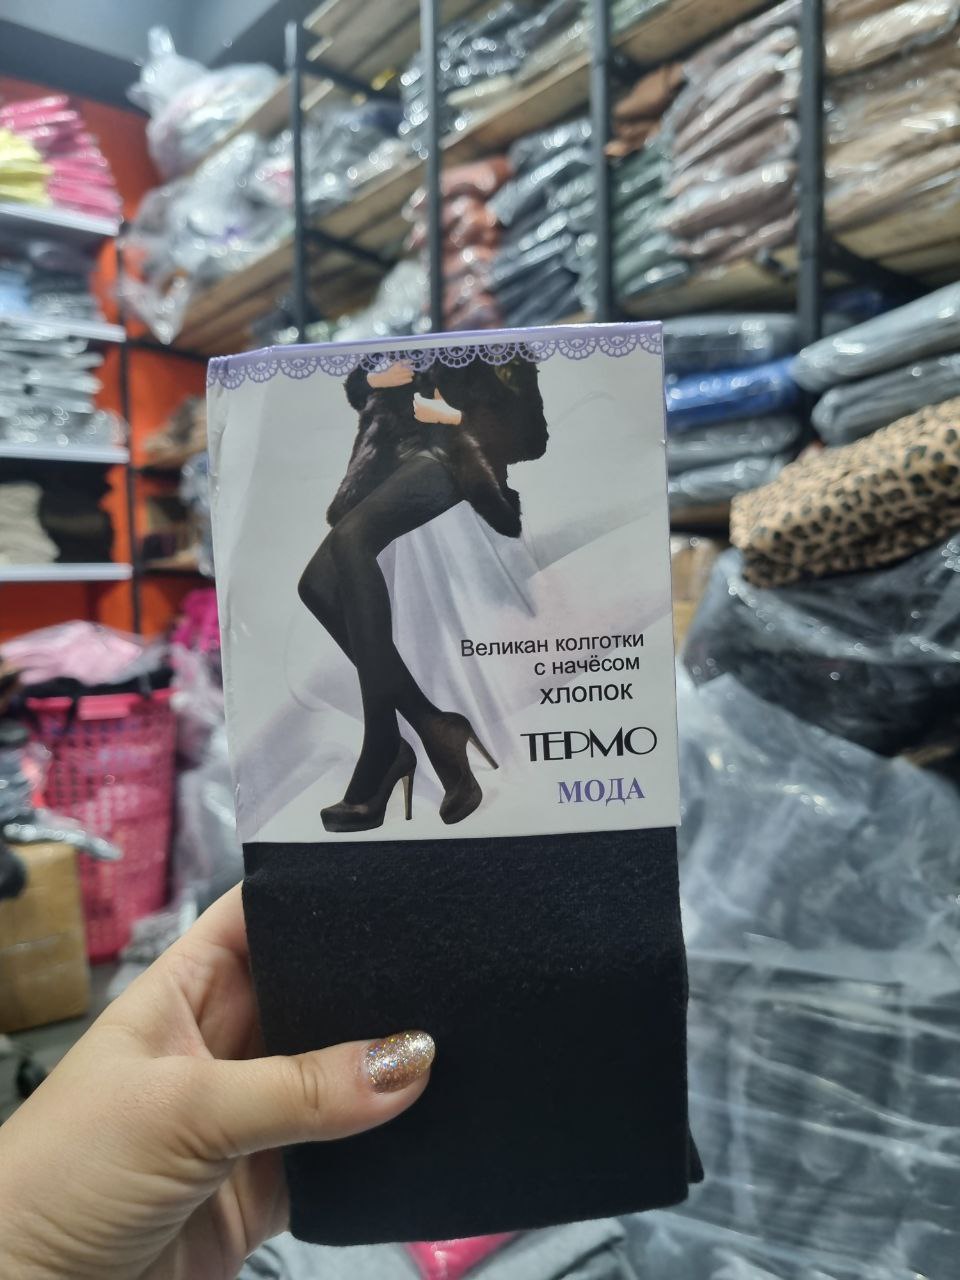 Великан колготки
с начёсом
хлопок
ТЕРМО
МОДА